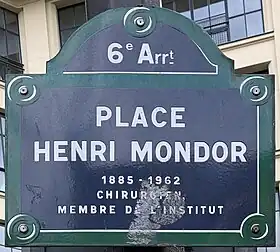 6e Arrt
PLACE
HENRI MONDOR
1885 - 1962
CHIRURGIEN
MEMBRE DE L'INSTITUT